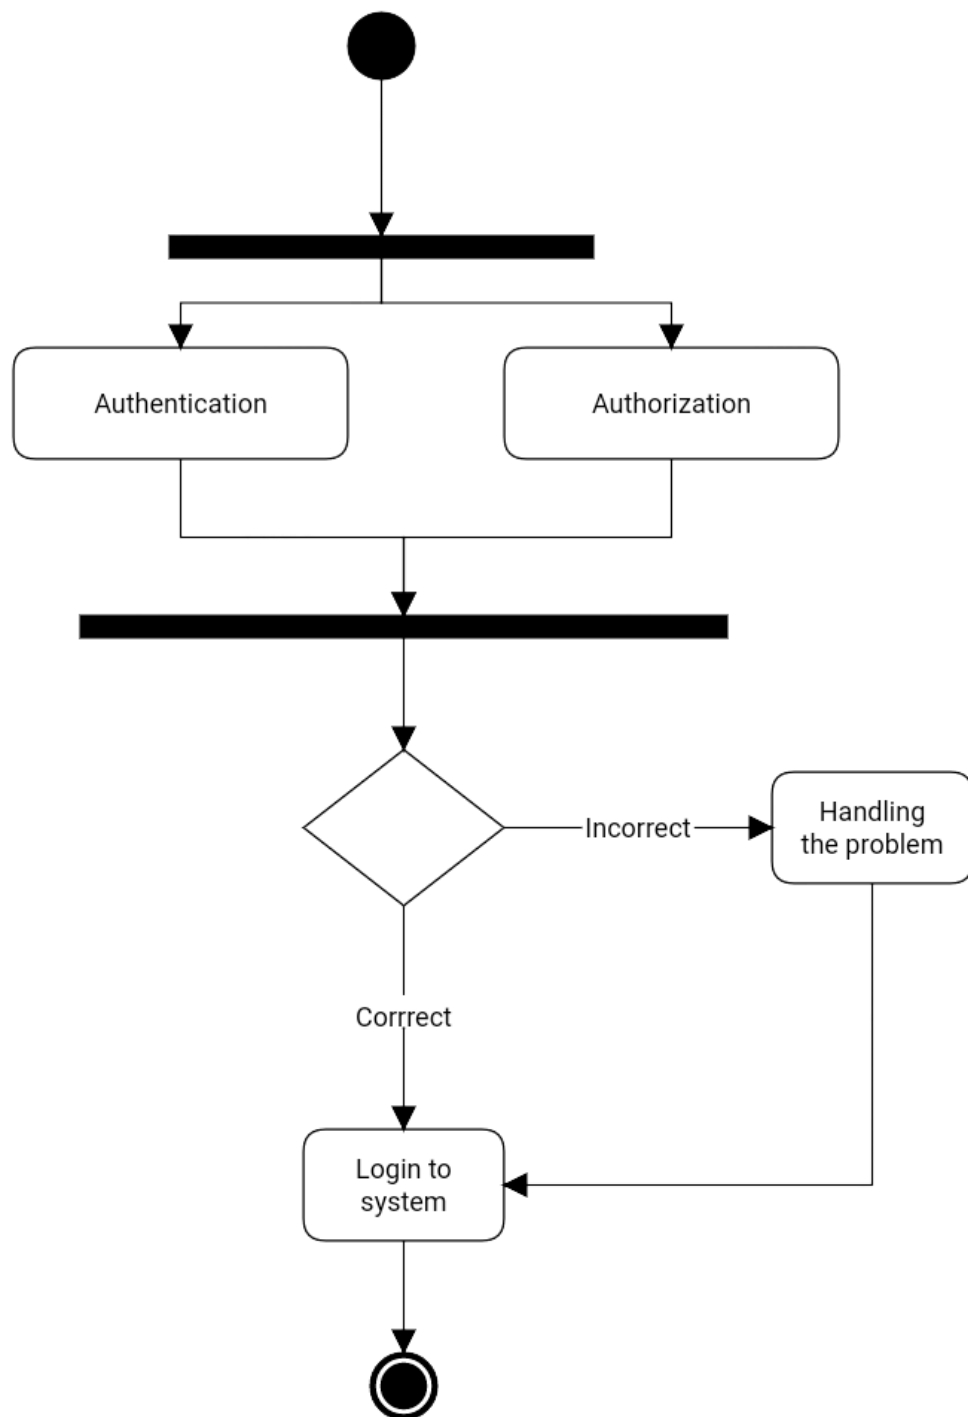 Authentication
Authorization
Incorrect
Handling
the problem
Corrrect
Login to
system